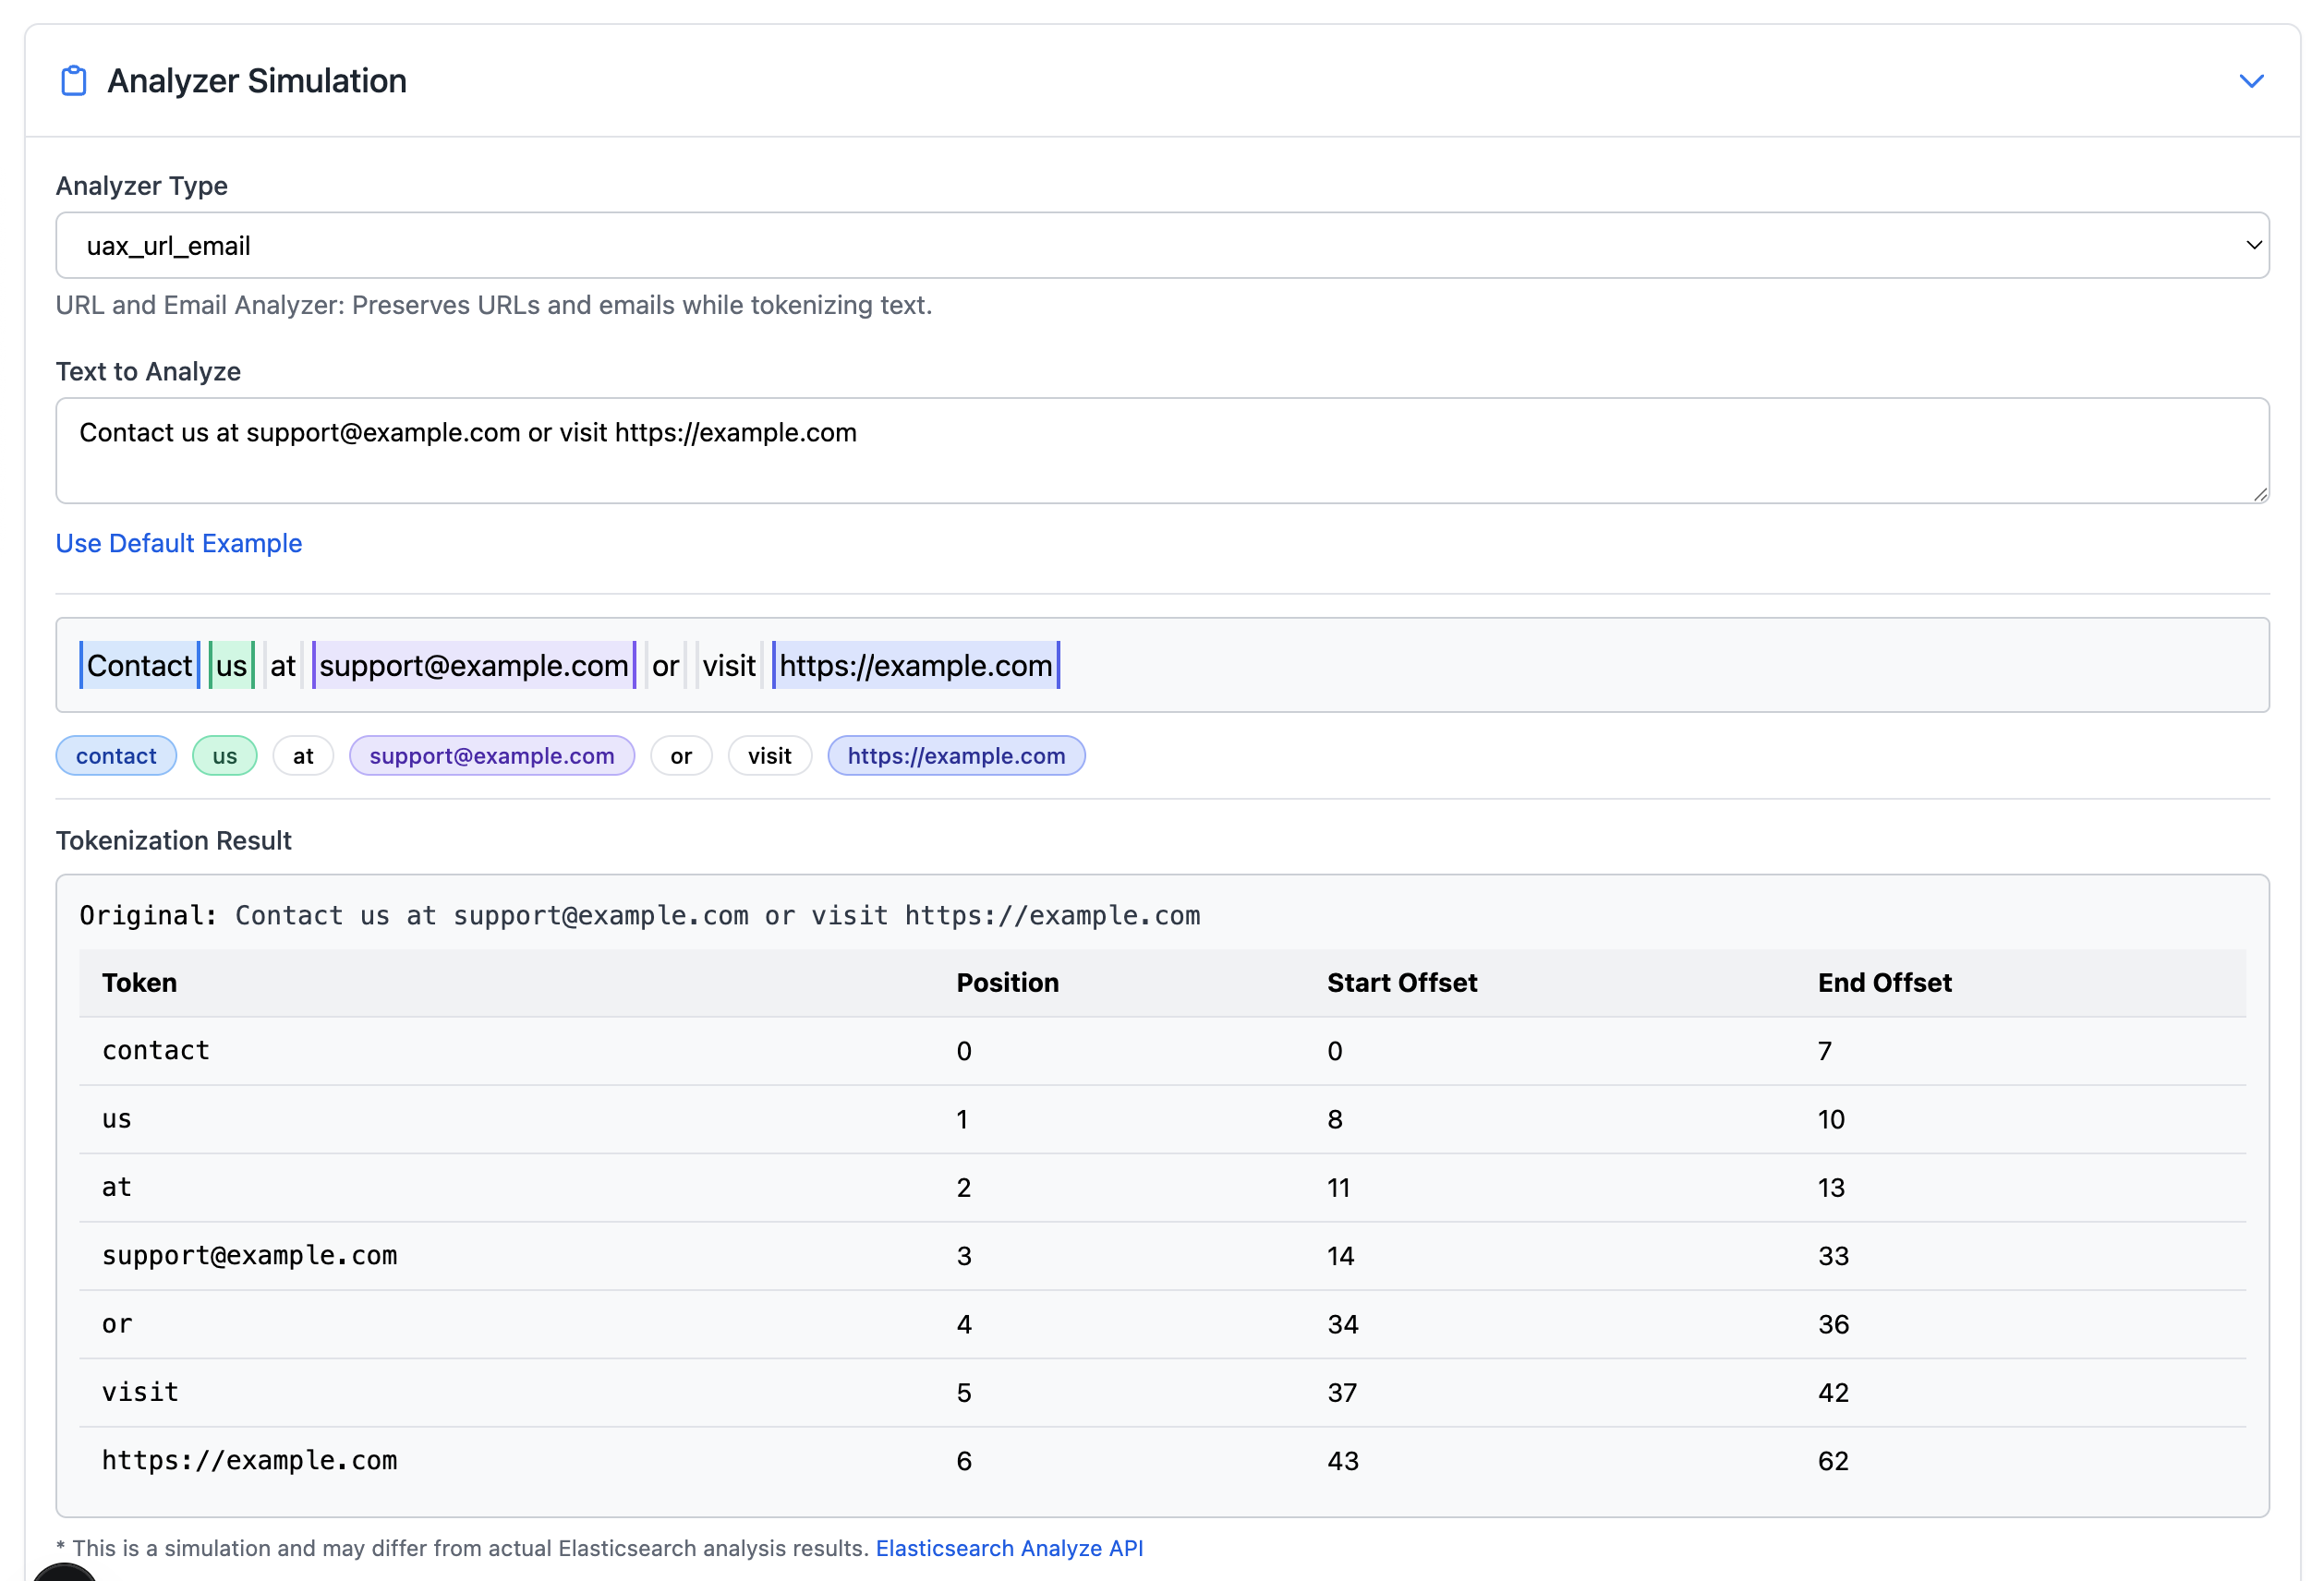 Analyzer Simulation
Analyzer Type
uax_url_email
URL and Email Analyzer: Preserves URLs and emails while tokenizing text.
Text to Analyze
Contact us at support@example.com or visit https://example.com
Use Default Example
Contact us at support@example.com or visit https://example.com
contact us at support@example.com or visit https://example.com
Tokenization Result
Original: Contact us at support@example.com or visit https://example.com
Token Position Start Offset End Offset
contact 0 0 7
us 1 8 10
at 2 11 13
support@example.com 3 14 33
or 4 34 36
visit 5 37 42
https://example.com 6 43 62
* This is a simulation and may differ from actual Elasticsearch analysis results. Elasticsearch Analyze API